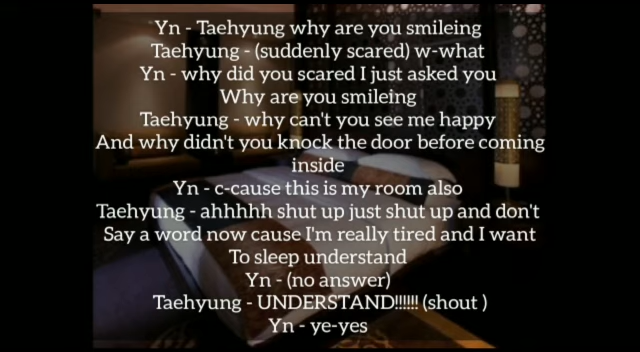 Yn - Taehyung why are you smileing
Taehyung - (suddenly scared) w-what
Yn - why did you scared I just asked you
Why are you smileing
Taehyung - why can't you see me happy
And why didn't you knock the door before coming
inside
Yn - c-cause this is my room also
Taehyung - ahhhhh shut up just shut up and don't
Say a word now cause I'm really tired and I want
To sleep understand
Yn - (no answer)
Taehyung - UNDERSTAND!!!!!! (shout )
Yn - ye-yes